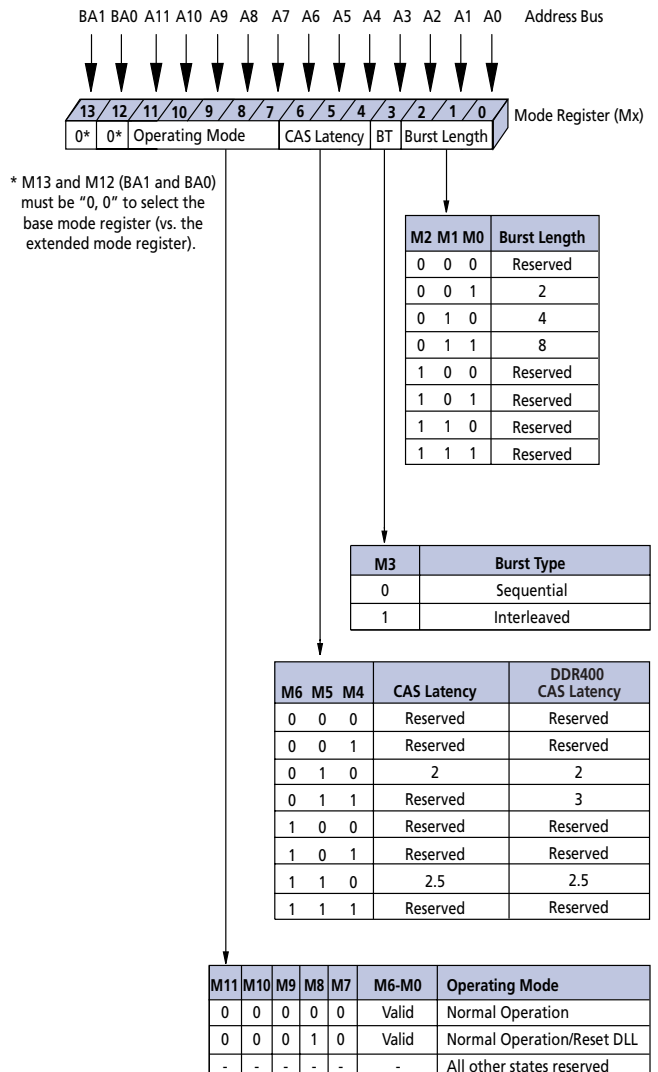 BA1 BA0 A11 A10 A9 A8 A7 A6 A5 A4 A3 A2 A1 A0 Address Bus
13 12 11 10 9 8 7 6 5 4 3 2 1 0 Mode Register (Mx)
0* 0* Operating Mode CAS Latency BT Burst Length
* M13 and M12 (BA1 and BA0)
must be “0, 0” to select the
base mode register (vs. the
extended mode register).
M2 M1 M0 Burst Length
0 0 0 Reserved
0 0 1 2
0 1 0 4
0 1 1 8
1 0 0 Reserved
1 0 1 Reserved
1 1 0 Reserved
1 1 1 Reserved
M3 Burst Type
0 Sequential
1 Interleaved
DDR400
M6 M5 M4 CAS Latency CAS Latency
0 0 0 Reserved Reserved
0 0 1 Reserved Reserved
0 1 0 2 2
0 1 1 Reserved 3
1 0 0 Reserved Reserved
1 0 1 Reserved Reserved
1 1 0 2.5 2.5
1 1 1 Reserved Reserved
M11 M10 M9 M8 M7 M6-M0 Operating Mode
0 0 0 0 0 Valid Normal Operation
0 0 0 1 0 Valid Normal Operation/Reset DLL
- - - - - - All other states reserved